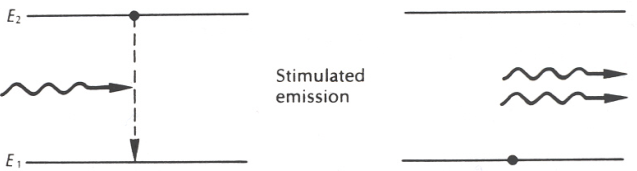 E₂
Stimulated
emission
E₁